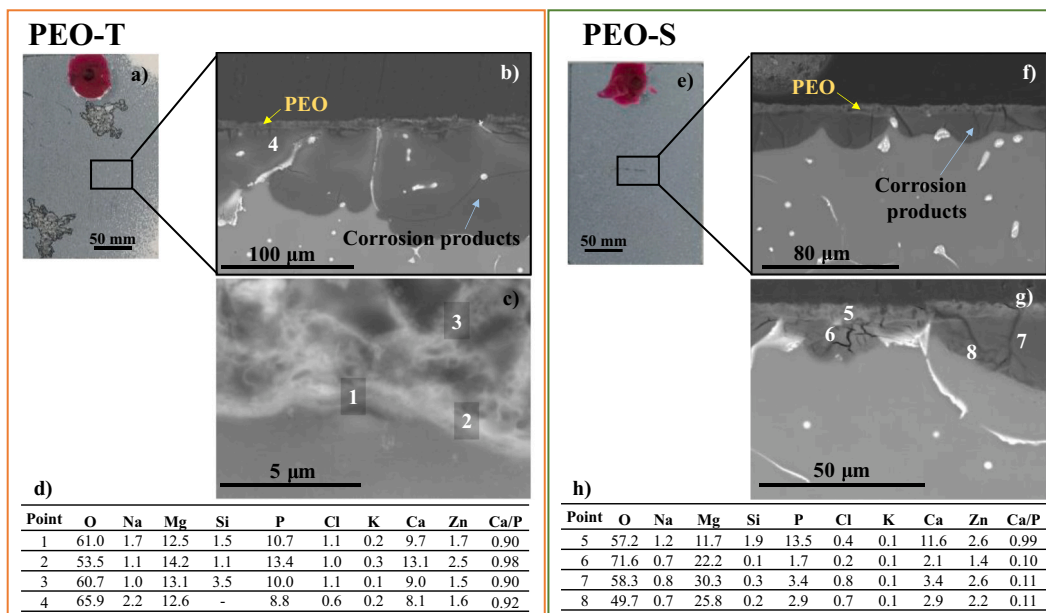 PEO-T
a)
50 mm
b)
PEO
4
Corrosion products
100 µm
c)
3
1
2
5 µm
d)
Point O Na Mg Si P Cl K Ca Zn Ca/P
1 61.0 1.7 12.5 1.5 10.7 1.1 0.2 9.7 1.7 0.90
2 53.5 1.1 14.2 1.1 13.4 1.0 0.2 13.1 2.5 0.98
3 60.7 1.0 13.1 3.5 10.0 1.1 0.1 9.0 1.5 0.90
4 65.9 2.2 12.6 - 8.8 0.6 0.2 8.1 1.6 0.92
PEO-S
e)
50 mm
f)
PEO
Corrosion
products
80 µm
g)
5
6
7
8
50 µm
h)
Point O Na Mg Si P Cl K Ca Zn Ca/P
5 57.2 1.2 11.7 1.9 13.5 0.4 0.1 11.6 2.6 0.99
6 71.6 0.7 22.2 0.1 1.7 0.2 0.1 2.1 1.4 0.10
7 58.3 0.8 30.3 0.3 3.4 0.8 0.1 3.4 2.6 0.11
8 49.7 0.7 25.8 0.2 2.9 0.7 0.1 2.9 2.2 0.11